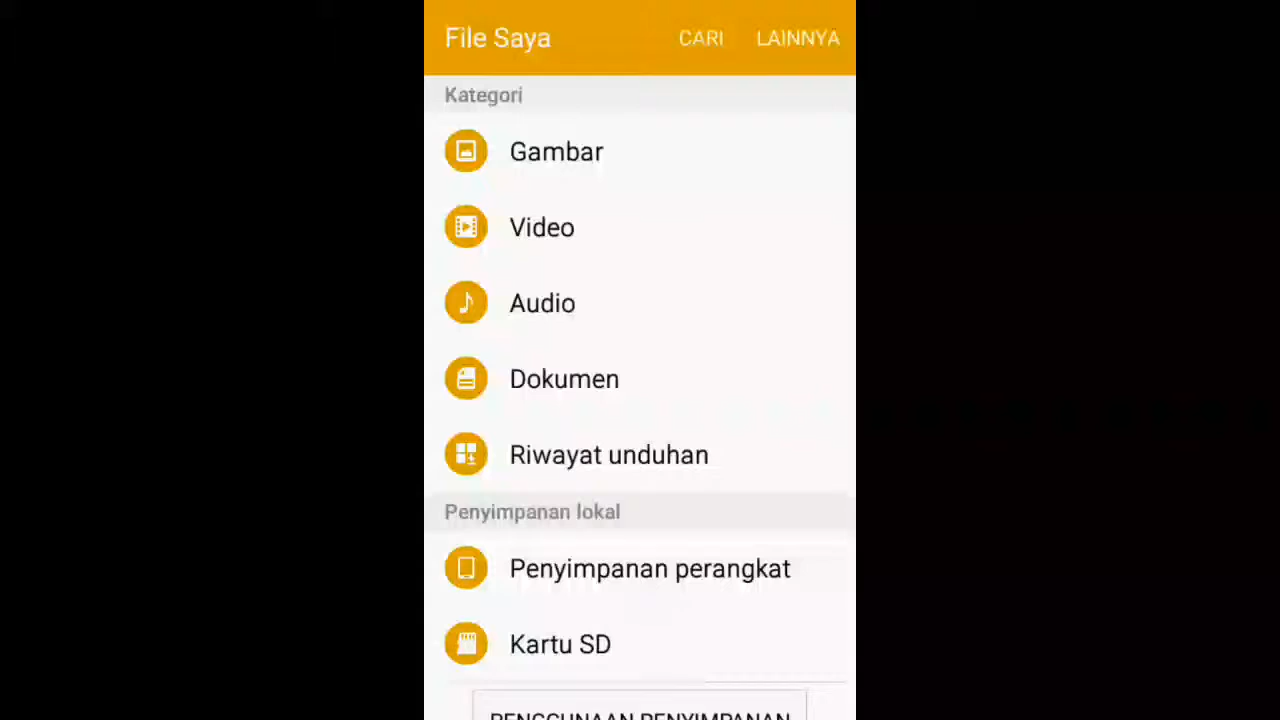 File Saya CARI LAINNYA
Kategori
Gambar
Video
Audio
Dokumen
Riwayat unduhan
Penyimpanan lokal
Penyimpanan perangkat
Kartu SD
PENGGUNAAN PENYIMPANAN